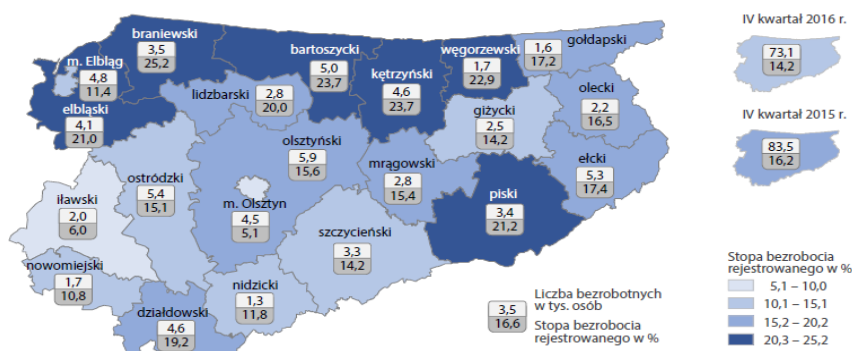 braniewski
3,5
25,2
m. Elbląg
4,8
11,4
elbląski
4,1
21,0
bartoszycki
5,0
23,7
lidzbarski
2,8
20,0
kętrzyński
4,6
23,7
węgorzewski
1,7
22,9
gołdapski
1,6
17,2
olecki
2,2
16,5
giżycki
2,5
14,2
ełcki
5,3
17,4
olsztyński
5,9
15,6
mrągowski
2,8
15,4
piski
3,4
21,2
ostródzki
5,4
15,1
m. Olsztyn
4,5
5,1
iławski
2,0
6,0
szczycieński
3,3
14,2
nowomiejski
1,7
10,8
nidzicki
1,3
11,8
działdowski
4,6
19,2
3,5
16,6
Liczba bezrobotnych
w tys. osób
Stopa bezrobocia
rejestrowanego w %
IV kwartał 2016 r.
73,1
14,2
IV kwartał 2015 r.
83,5
16,2
Stopa bezrobocia
rejestrowanego w %
5,1 – 10,0
10,1 – 15,1
15,2 – 20,2
20,3 – 25,2